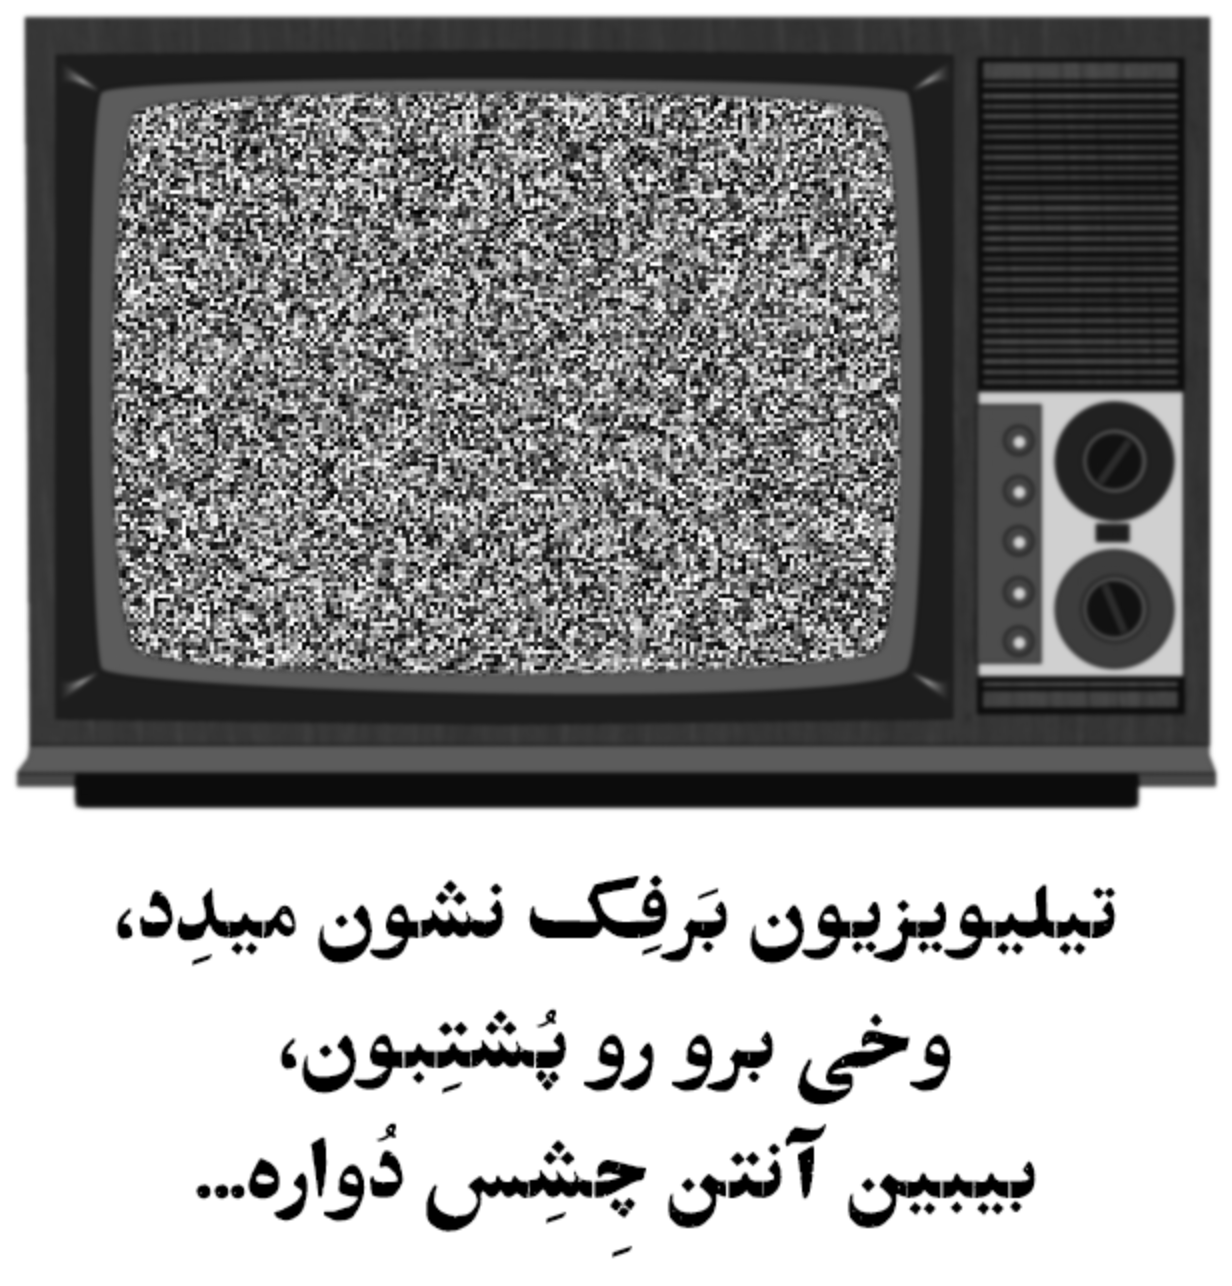 تیلیویزیون بَرفِک نشون میدِد،
وخی برو رو پُشتِبون،
بیبین آنتن چِشِس دُواره...